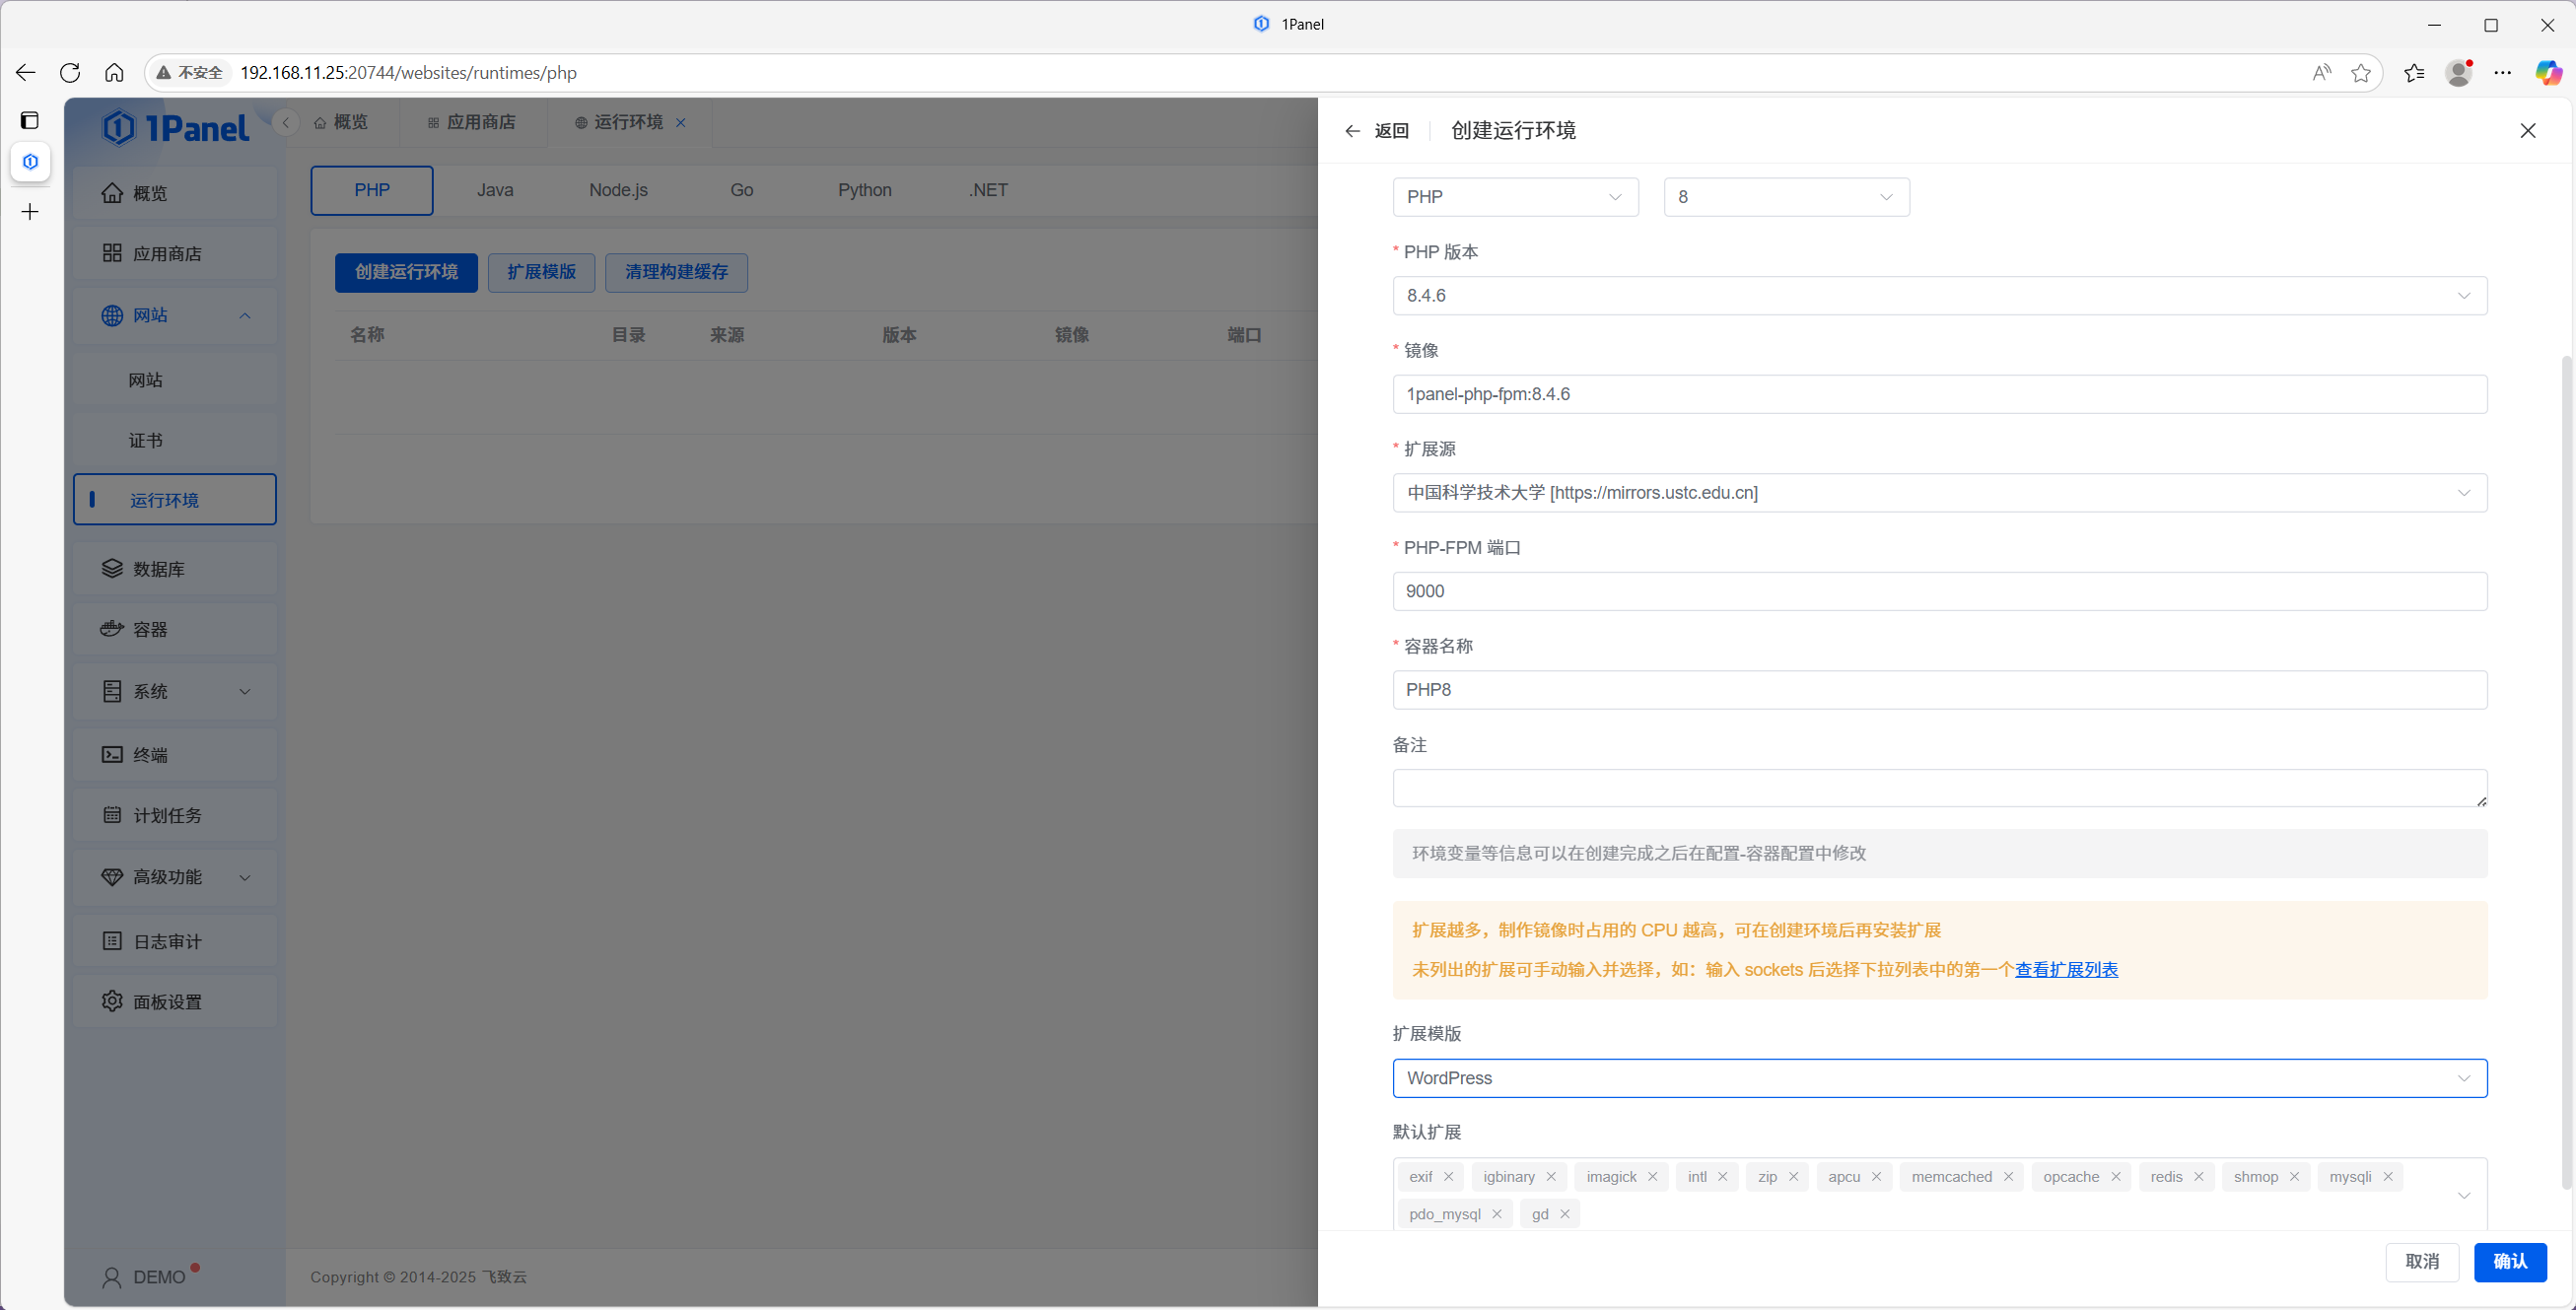 1Panel
不安全 192.168.11.25:20744/websites/runtimes/php
1Panel
概览
应用商店
网站
网站
证书
运行环境
数据库
容器
系统
终端
计划任务
高级功能
日志审计
面板设置
DEMO
概览 应用商店 运行环境
PHP Java Node.js Go Python .NET
创建运行环境 扩展模版 清理构建缓存
名称 目录 来源 版本 镜像 端口
Copyright © 2014-2025 飞致云
返回 创建运行环境
PHP 8
* PHP 版本
8.4.6
* 镜像
1panel-php-fpm:8.4.6
* 扩展源
中国科学技术大学 [https://mirrors.ustc.edu.cn]
* PHP-FPM 端口
9000
* 容器名称
PHP8
备注
环境变量等信息可以在创建完成之后在配置-容器配置中修改
扩展越多，制作镜像时占用的 CPU 越高，可在创建环境后再安装扩展
未列出的扩展可手动输入并选择，如：输入 sockets 后选择下拉列表中的第一个查看扩展列表
扩展模版
WordPress
默认扩展
exif igbinary imagick intl zip apcu memcached opcache redis shmop mysqli
pdo_mysql gd
取消 确认